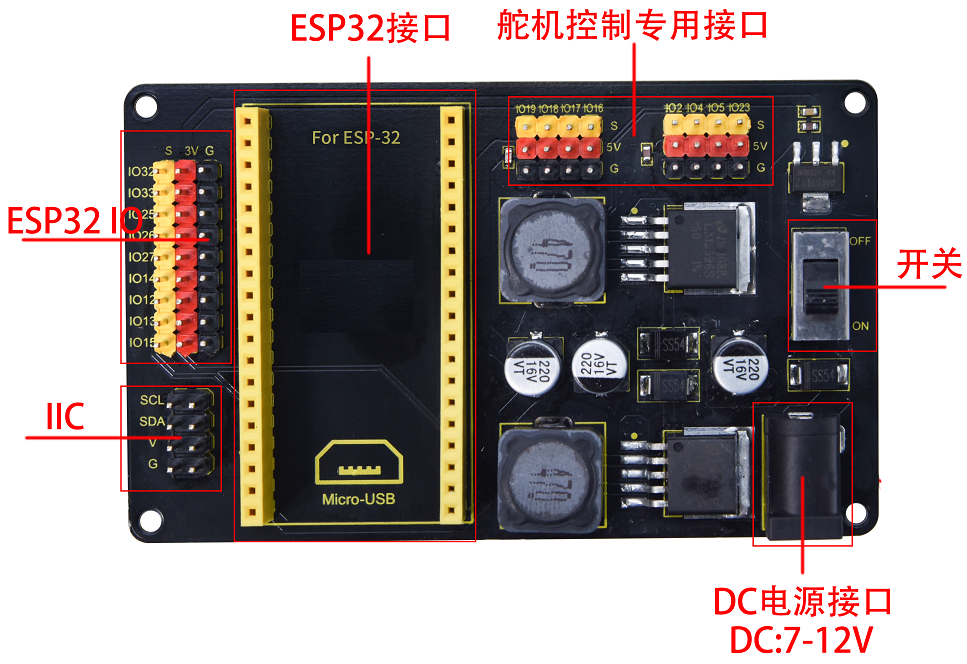 ESP32接口
舵机控制专用接口
IO19 IO18 IO17 IO16
S
5V
G
IO2 IO4 IO5 IO23
S
5V
G
For ESP-32
S 3V G
IO32
IO33
IO25
IO26
IO27
IO14
IO12
IO13
IO15
ESP32 IO
470
OFF
ON
开关
220
16V
VT
220
16V
VT
SS54
SS54
220
16V
VT
SS54
IIC
SCL
SDA
V
G
Micro-USB
470
DC电源接口
DC:7-12V